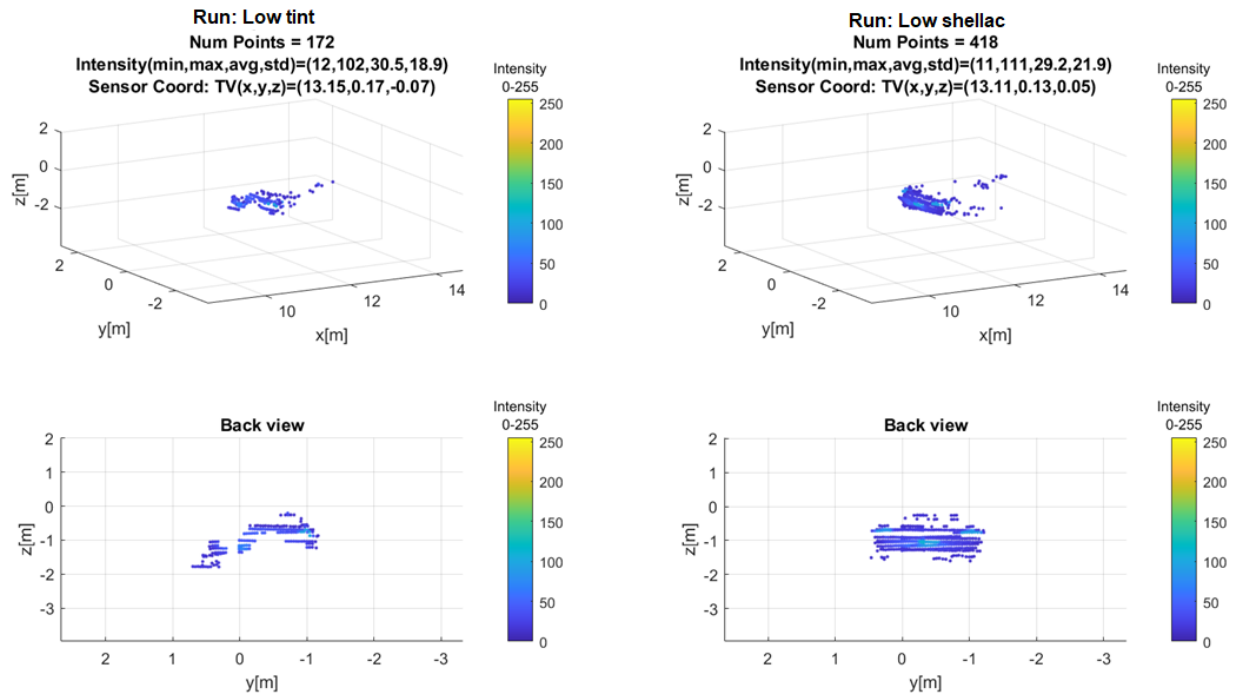 Run: Low tint
Num Points = 172
Intensity(min,max,avg,std)=(12,102,30.5,18.9)
Sensor Coord: TV(x,y,z)=(13.15,0.17,-0.07)
Intensity
0-255
250
200
150
100
50
0
2
0
-2
z[m]
2
0
-2
y[m]
10
12
14
x[m]
Run: Low shellac
Num Points = 418
Intensity(min,max,avg,std)=(11,111,29.2,21.9)
Sensor Coord: TV(x,y,z)=(13.11,0.13,0.05)
Intensity
0-255
250
200
150
100
50
0
2
0
-2
z[m]
2
0
-2
y[m]
10
12
14
x[m]
Back view
Intensity
0-255
250
200
150
100
50
0
2
1
0
-1
-2
-3
z[m]
2
1
0
-1
-2
-3
y[m]
Back view
Intensity
0-255
250
200
150
100
50
0
2
1
0
-1
-2
-3
z[m]
2
1
0
-1
-2
-3
y[m]